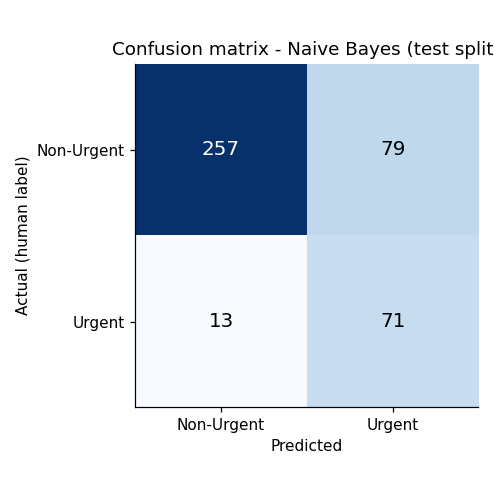 Confusion matrix - Naive Bayes (test split
Non-Urgent
257
79
Actual (human label)
Urgent
13
71
Non-Urgent
Urgent
Predicted